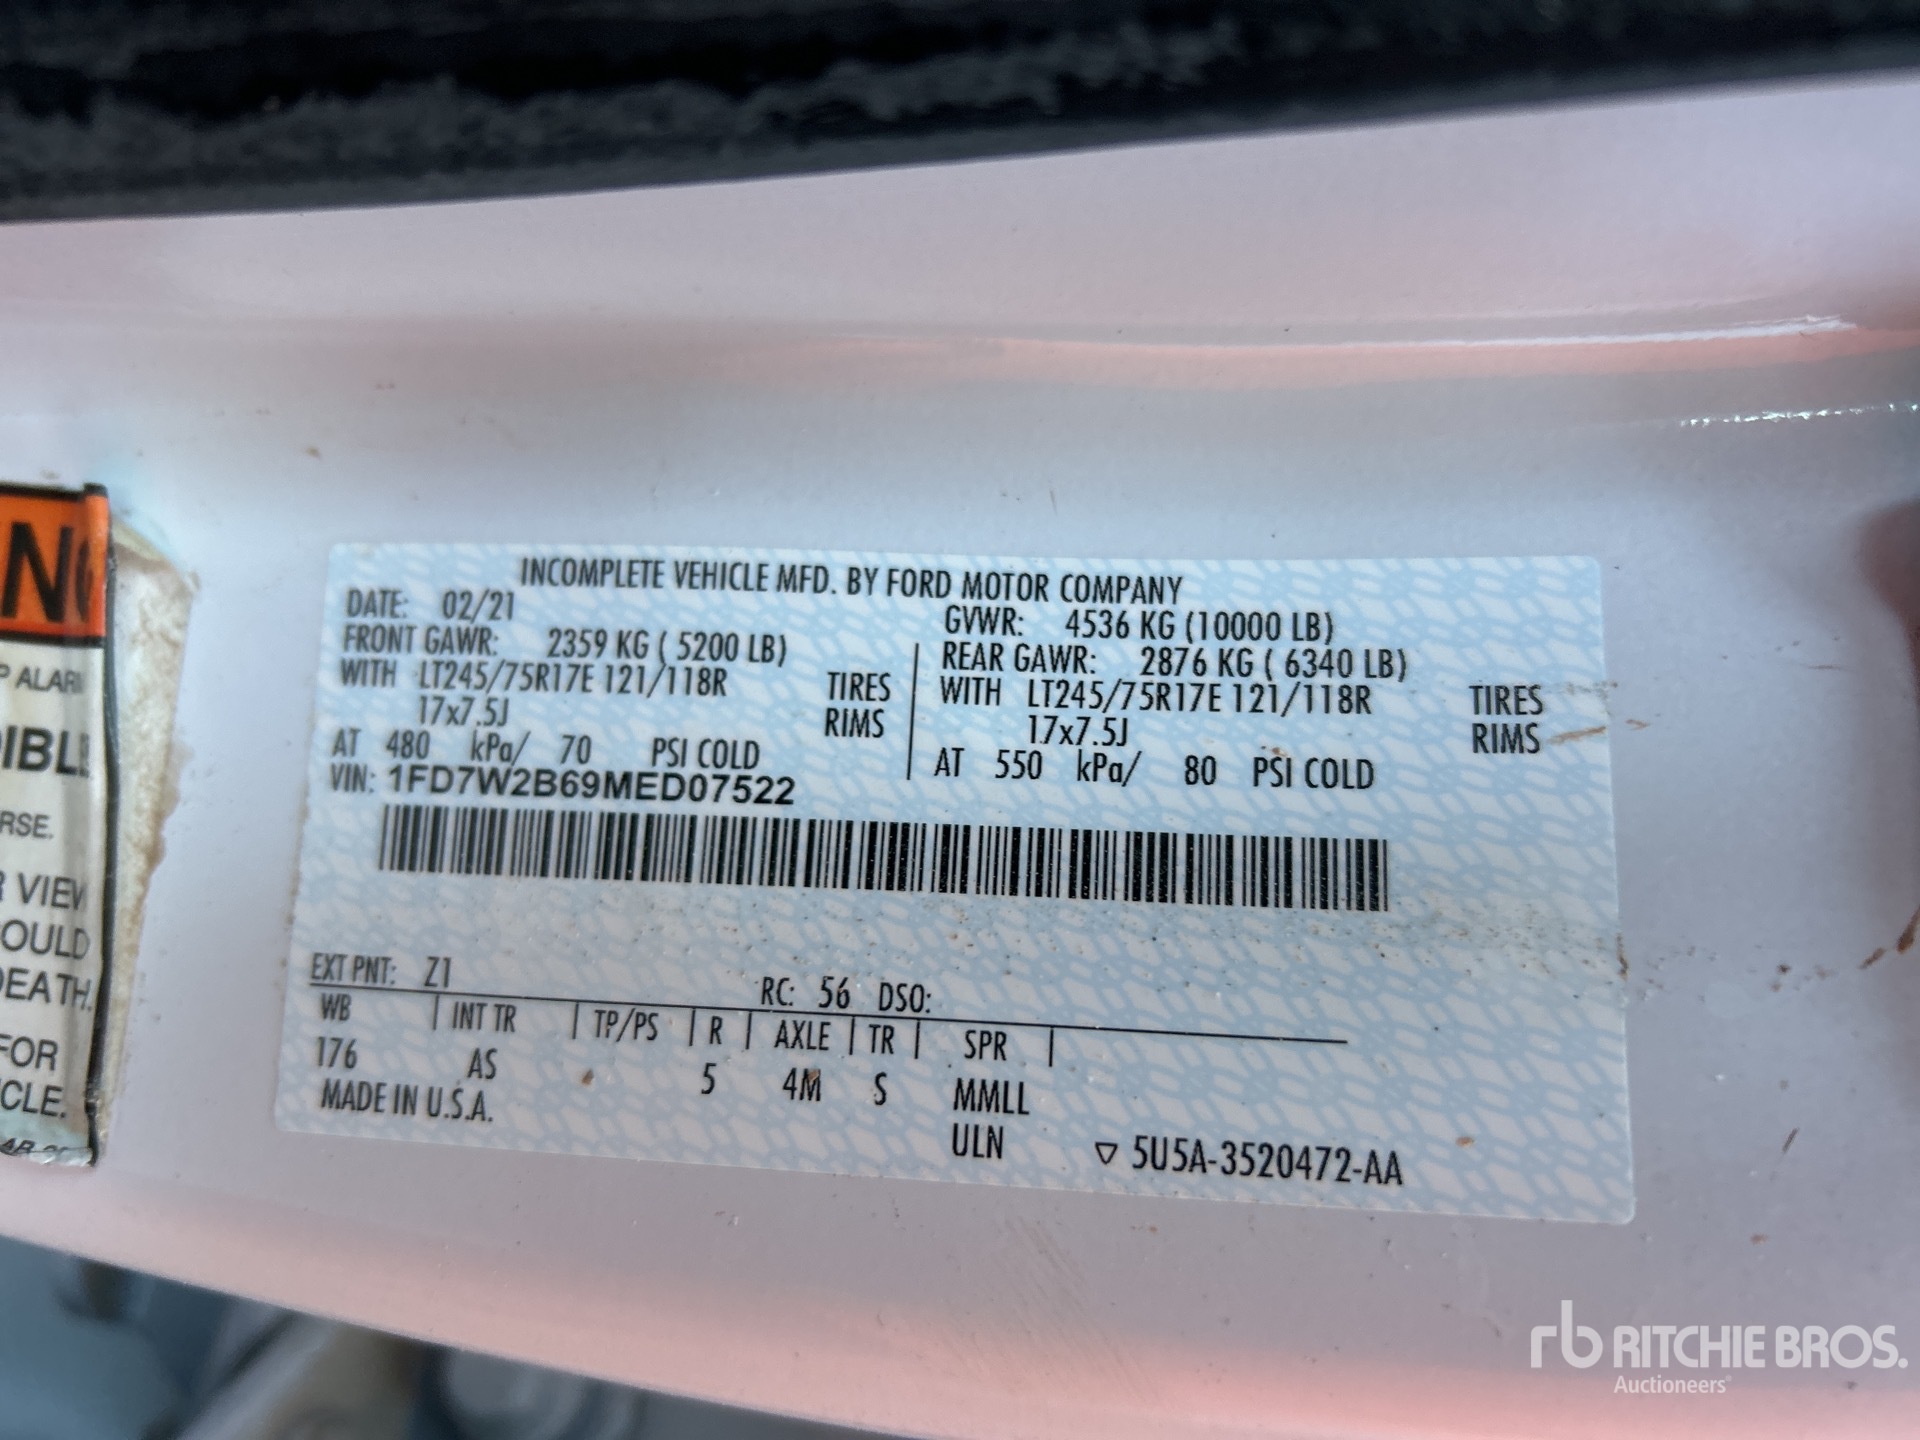 NG
P ALARM
DIBLE
RSE.
R VIEW
OULD
DEATH.
FOR
CLE.
INCOMPLETE VEHICLE MFD. BY FORD MOTOR COMPANY
DATE: 02/21 GVWR: 4536 KG (10000 LB)
FRONT GAWR: 2359 KG ( 5200 LB) REAR GAWR: 2876 KG ( 6340 LB)
WITH LT245/75R17E 121/118R TIRES WITH LT245/75R17E 121/118R TIRES
17x7.5J RIMS 17x7.5J RIMS
AT 480 kPa/ 70 PSI COLD AT 550 kPa/ 80 PSI COLD
VIN: 1FD7W2B69MED07522
EXT PNT: Z1 RC: 56 DSO:
WB INT TR TP/PS R AXLE TR SPR
176 AS 5 4M S MMLL
MADE IN U.S.A. ULN ▽ 5U5A-3520472-AA
rb RITCHIE BROS.
Auctioneers